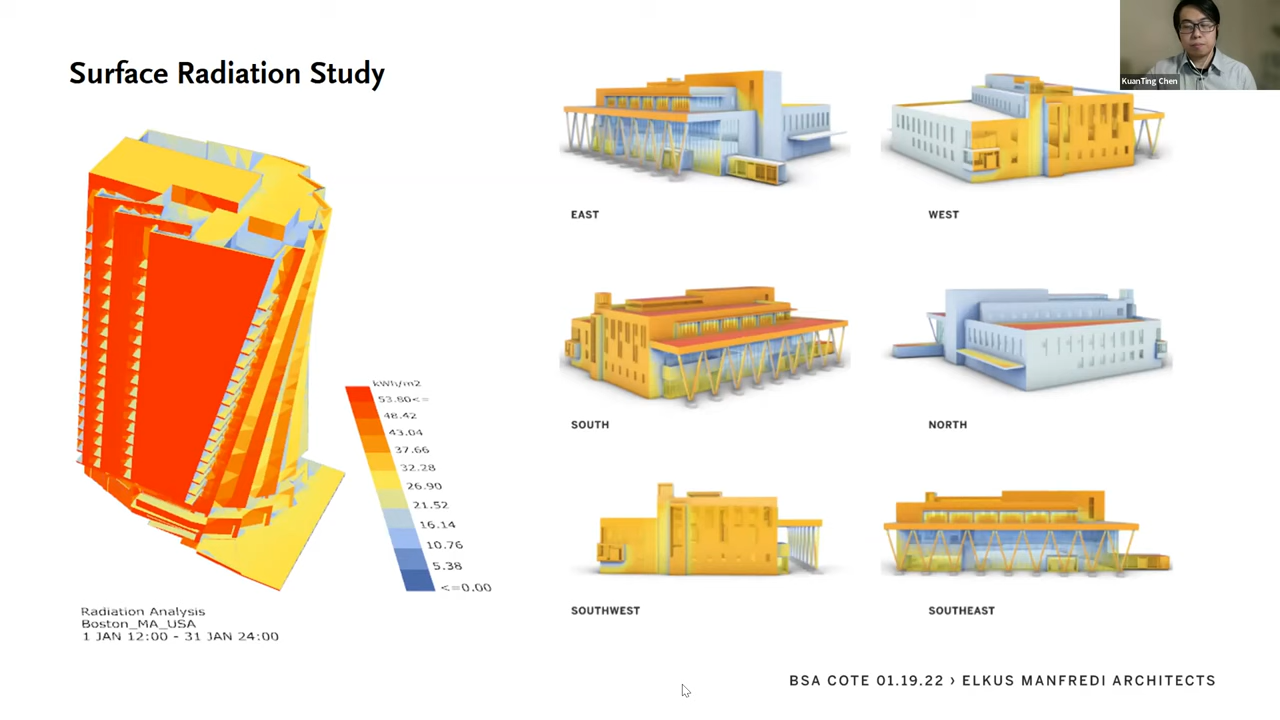 Surface Radiation Study
KuanTing Chen
EAST
WEST
SOUTH
NORTH
SOUTHWEST
SOUTHEAST
kWh/m2
53.80<=
48.42
43.04
37.66
32.28
26.90
21.52
16.14
10.76
5.38
<=0.00
Radiation Analysis
Boston_MA_USA
1 JAN 12:00 - 31 JAN 24:00
BSA COTE 01.19.22 › ELKUS MANFREDI ARCHITECTS